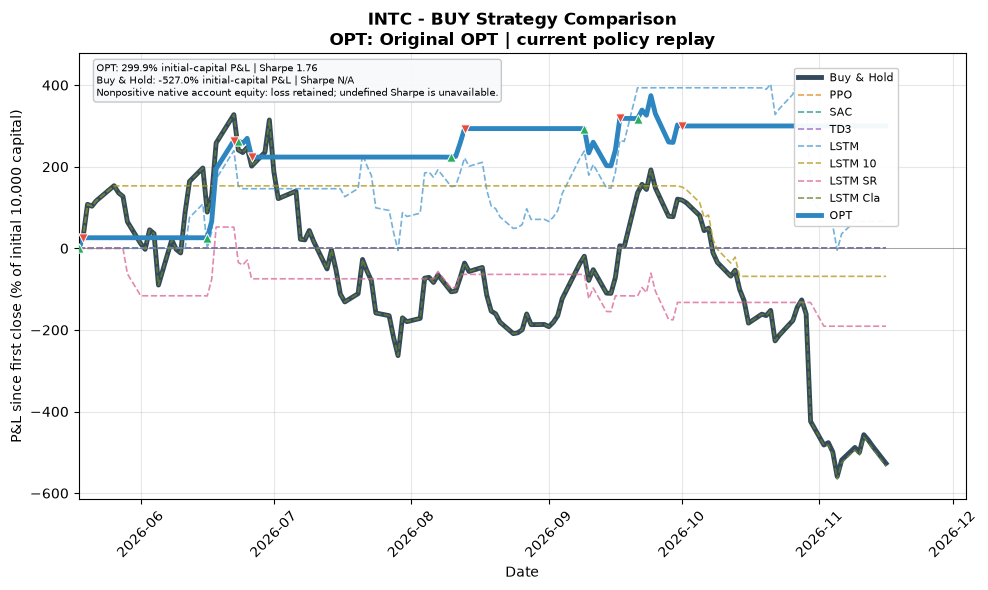 INTC - BUY Strategy Comparison
OPT: Original OPT | current policy replay
OPT: 299.9% initial-capital P&L | Sharpe 1.76
Buy & Hold: -527.0% initial-capital P&L | Sharpe N/A
Nonpositive native account equity: loss retained; undefined Sharpe is unavailable.
Buy & Hold
PPO
SAC
TD3
LSTM
LSTM 10
LSTM SR
LSTM Cla
OPT
P&L since first close (% of initial 10,000 capital)
400
200
0
−200
−400
−600
2026-06
2026-07
2026-08
2026-09
2026-10
2026-11
2026-12
Date